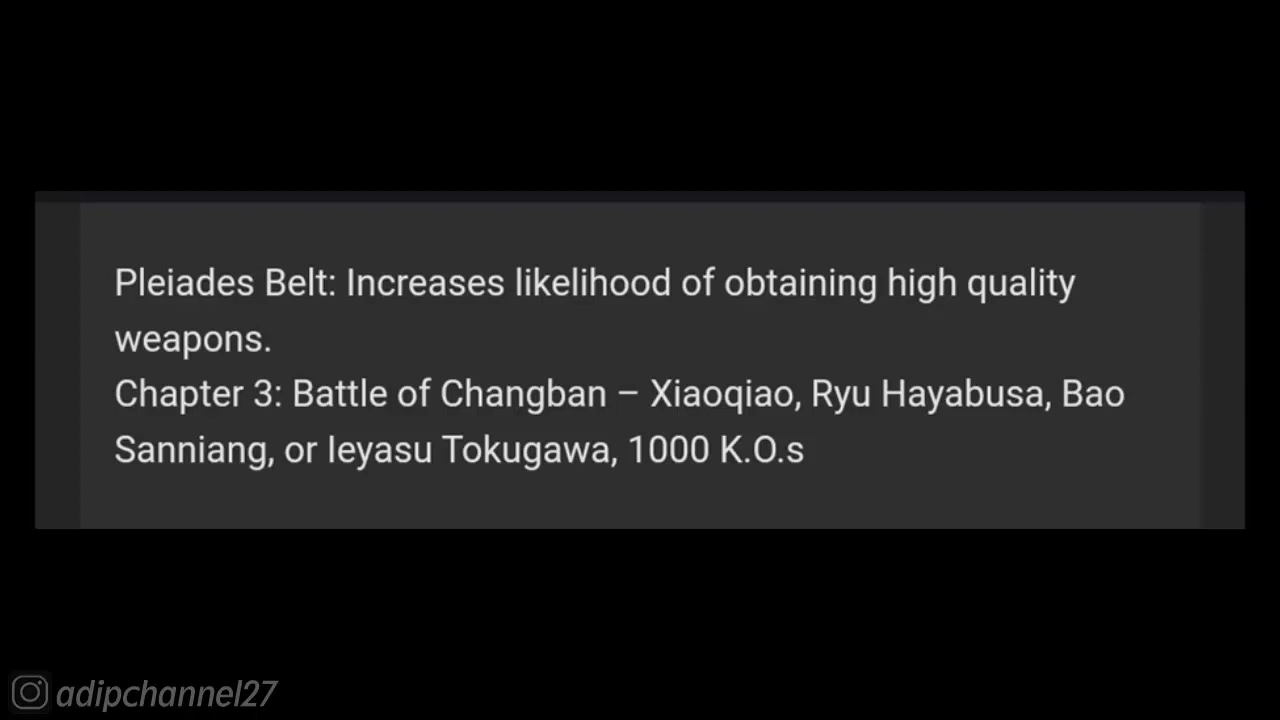 Pleiades Belt: Increases likelihood of obtaining high quality
weapons.
Chapter 3: Battle of Changban – Xiaoqiao, Ryu Hayabusa, Bao
Sanniang, or Ieyasu Tokugawa, 1000 K.O.s
adipchannel27